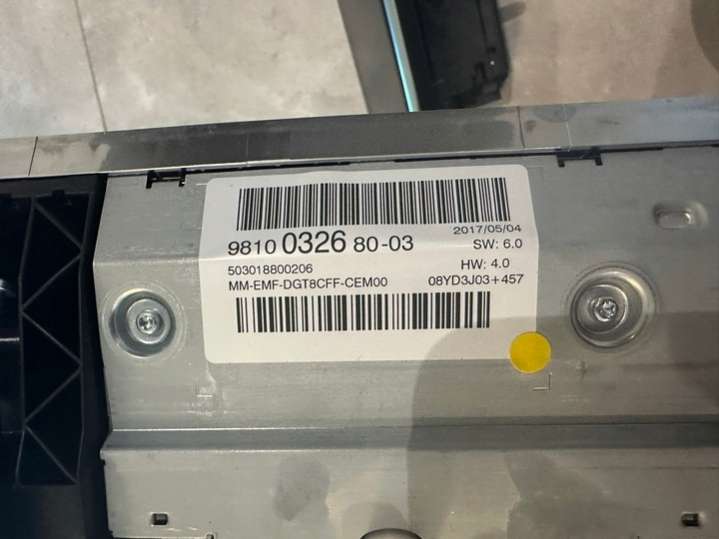 2017/05/04
9810 0326 80-03
SW: 6.0
503018800206
HW: 4.0
MM-EMF-DGT8CFF-CEM00
08YD3J03+457